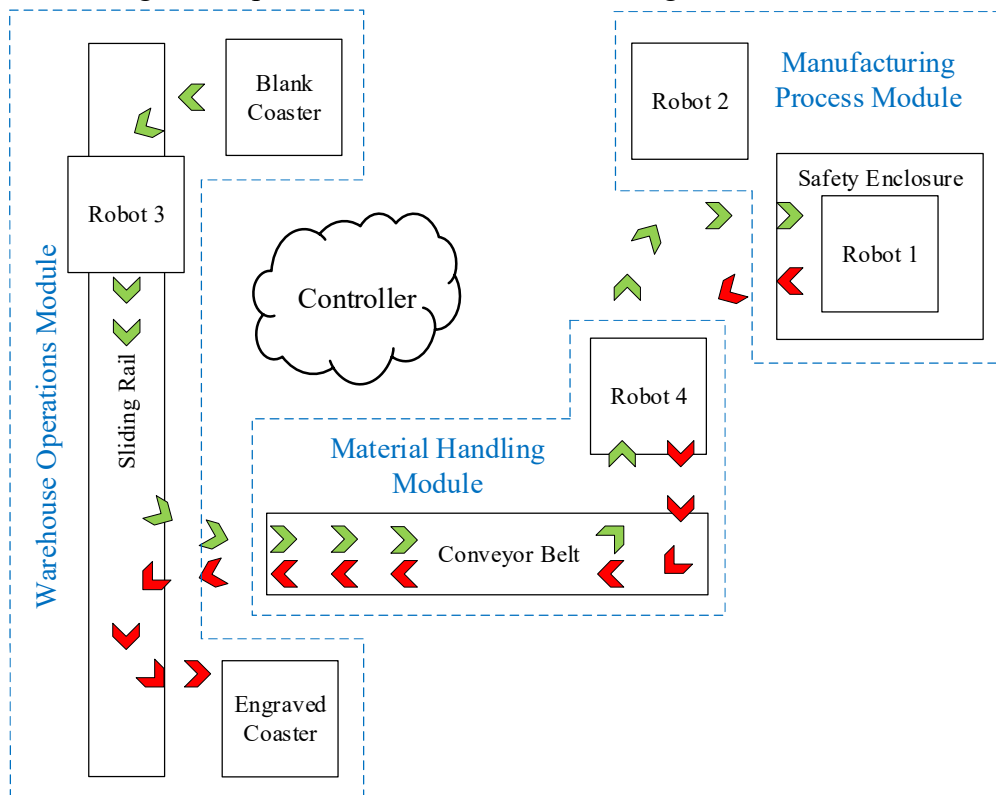 Blank
Coaster
Robot 2
Manufacturing
Process Module
Safety Enclosure
Robot 3
Robot 1
Controller
Warehouse Operations Module
Sliding Rail
Robot 4
Material Handling
Module
Conveyor Belt
Engraved
Coaster